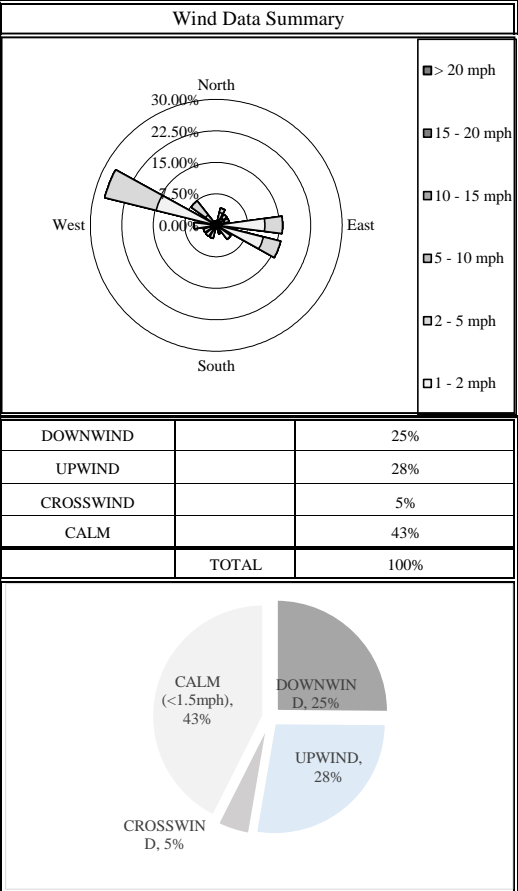 Wind Data Summary
North
30.00%
22.50%
15.00%
7.50%
0.00%
West
East
South
> 20 mph
15 - 20 mph
10 - 15 mph
5 - 10 mph
2 - 5 mph
1 - 2 mph
DOWNWIND 25%
UPWIND 28%
CROSSWIND 5%
CALM 43%
TOTAL 100%
CALM
(<1.5mph),
43%
DOWNWIN
D, 25%
UPWIND,
28%
CROSSWIN
D, 5%